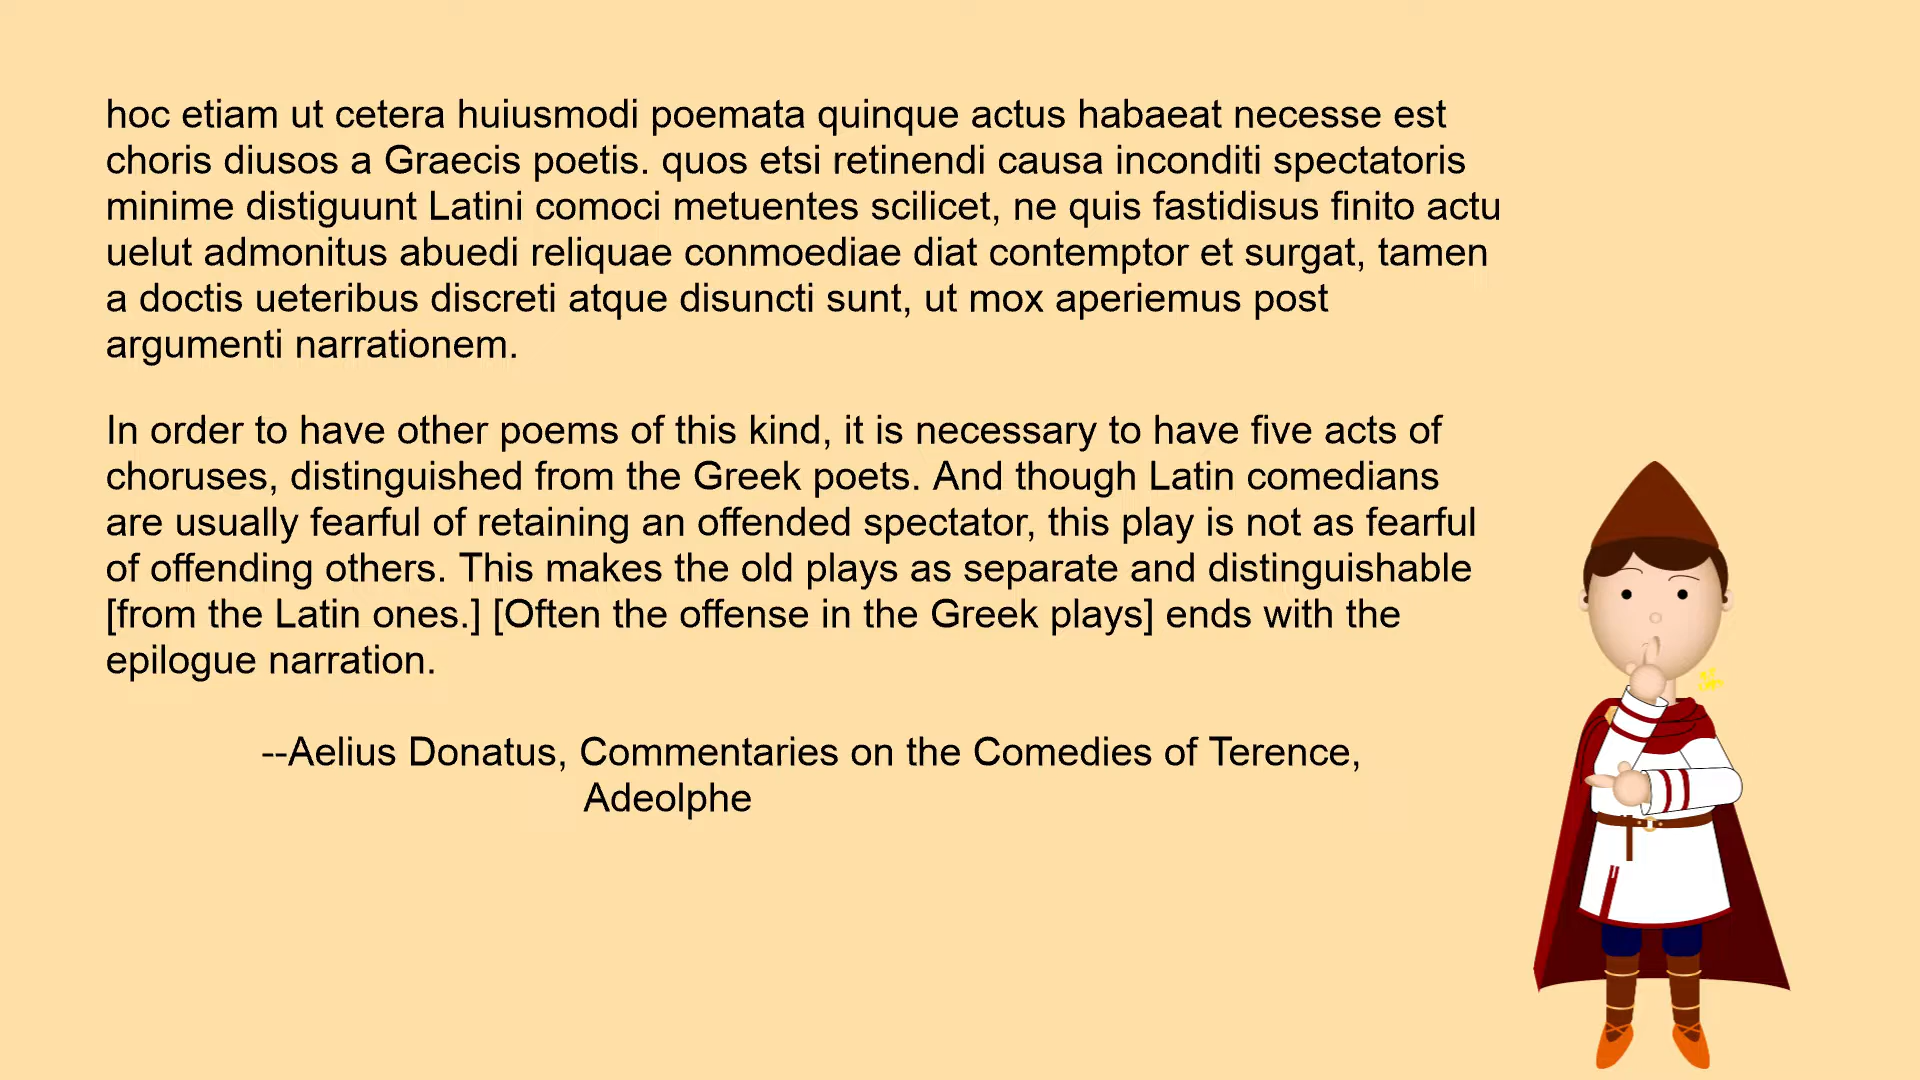 hoc etiam ut cetera huiusmodi poemata quinque actus habaeat necesse est
choris diusos a Graecis poetis. quos etsi retinendi causa inconditi spectatoris
minime distiguunt Latini comoci metuentes scilicet, ne quis fastidisus finito actu
uelut admonitus abuedi reliquae conmoediae diat contemptor et surgat, tamen
a doctis ueteribus discreti atque disuncti sunt, ut mox aperiemus post
argumenti narrationem.
In order to have other poems of this kind, it is necessary to have five acts of
choruses, distinguished from the Greek poets. And though Latin comedians
are usually fearful of retaining an offended spectator, this play is not as fearful
of offending others. This makes the old plays as separate and distinguishable
[from the Latin ones.] [Often the offense in the Greek plays] ends with the
epilogue narration.
--Aelius Donatus, Commentaries on the Comedies of Terence,
Adeolphe